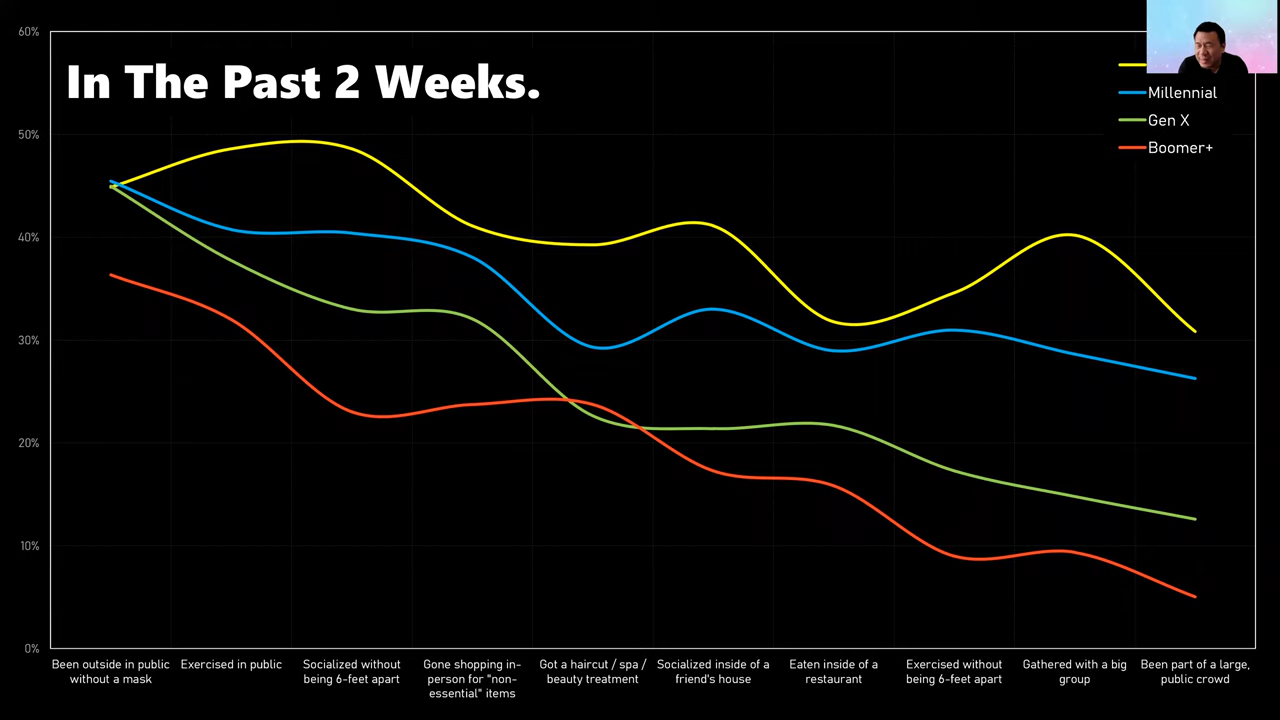 60%
In The Past 2 Weeks.
Millennial
Gen X
Boomer+
50%
40%
30%
20%
10%
0%
Been outside in public
without a mask
Exercised in public
Socialized without
being 6-feet apart
Gone shopping in-
person for "non-
essential" items
Got a haircut / spa /
beauty treatment
Socialized inside of a
friend's house
Eaten inside of a
restaurant
Exercised without
being 6-feet apart
Gathered with a big
group
Been part of a large,
public crowd